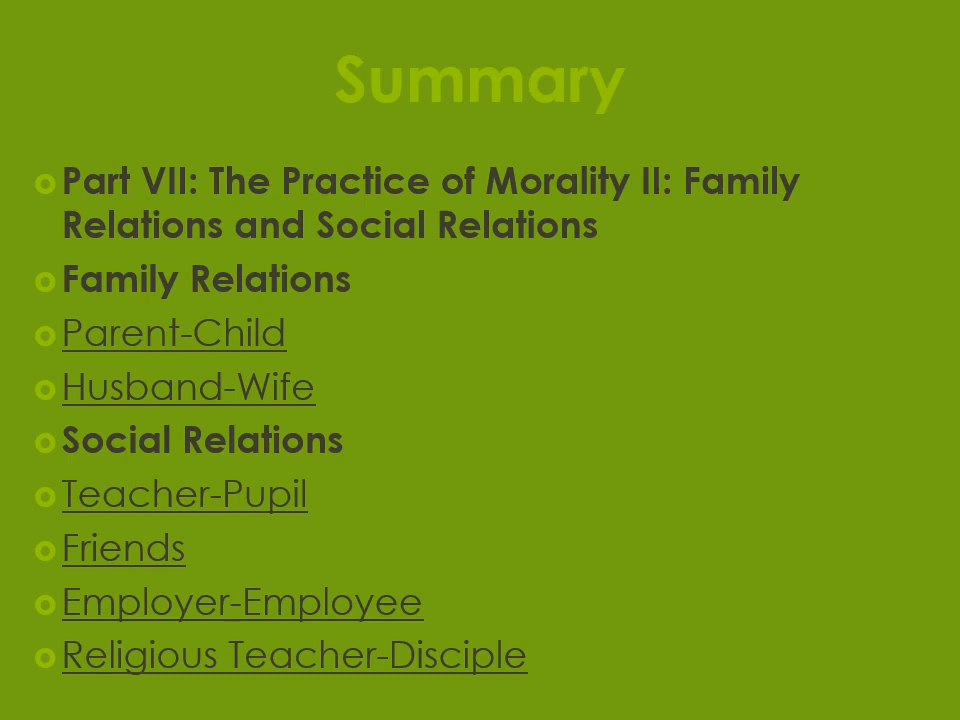 Summary
Part VII: The Practice of Morality II: Family
Relations and Social Relations
Family Relations
Parent-Child
Husband-Wife
Social Relations
Teacher-Pupil
Friends
Employer-Employee
Religious Teacher-Disciple